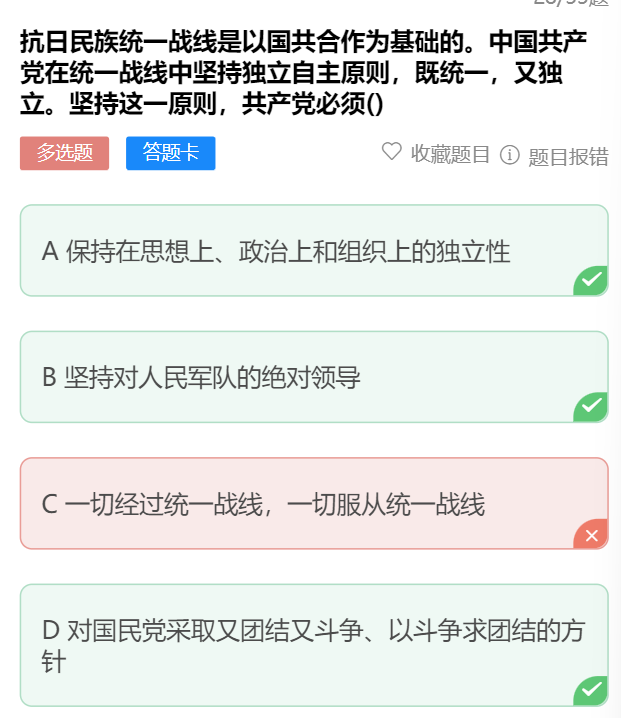 抗日民族统一战线是以国共合作为基础的。中国共产
党在统一战线中坚持独立自主原则，既统一，又独
立。坚持这一原则，共产党必须()
多选题 答题卡 收藏题目 题目报错
A 保持在思想上、政治上和组织上的独立性
B 坚持对人民军队的绝对领导
C 一切经过统一战线，一切服从统一战线
D 对国民党采取又团结又斗争、以斗争求团结的方
针